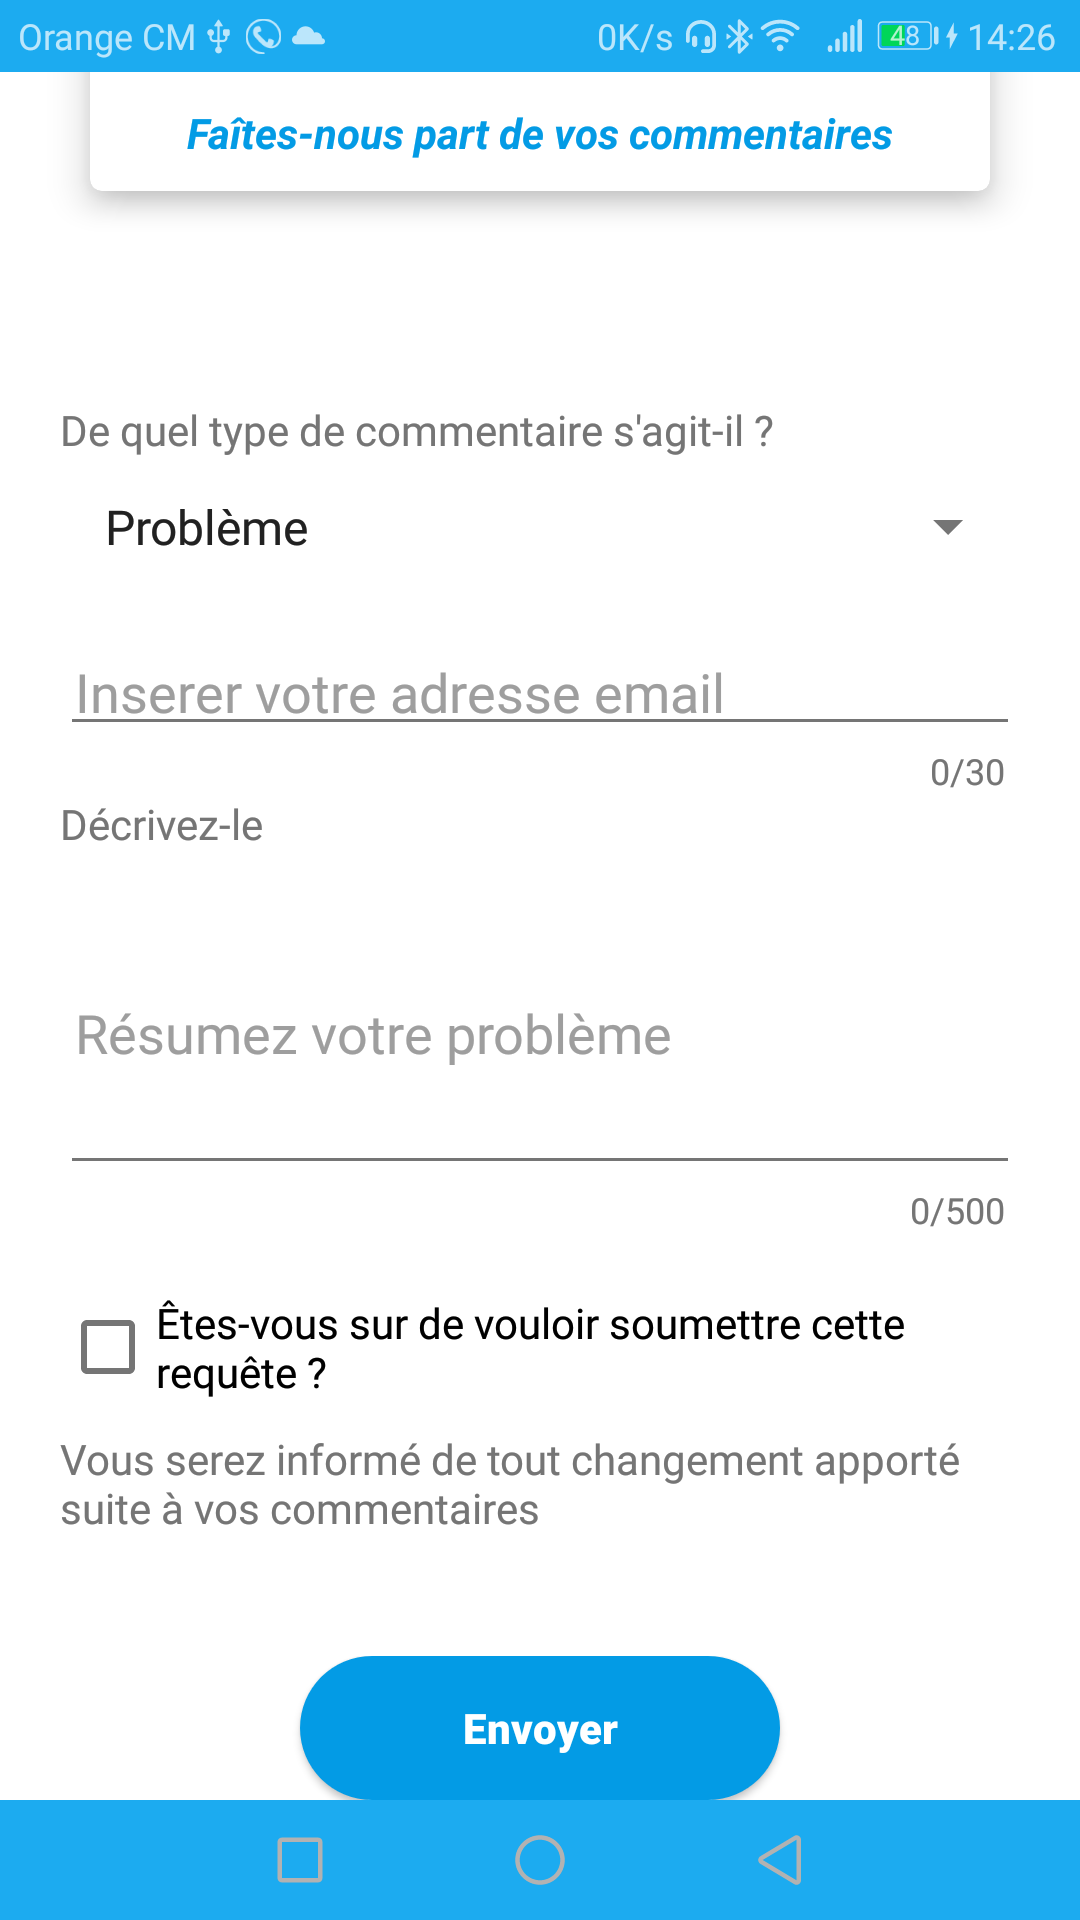 Orange CM 0K/s 48 14:26
Faîtes-nous part de vos commentaires
De quel type de commentaire s'agit-il ?
Problème
Inserer votre adresse email
0/30
Décrivez-le
Résumez votre problème
0/500
Êtes-vous sur de vouloir soumettre cette
requête ?
Vous serez informé de tout changement apporté
suite à vos commentaires
Envoyer